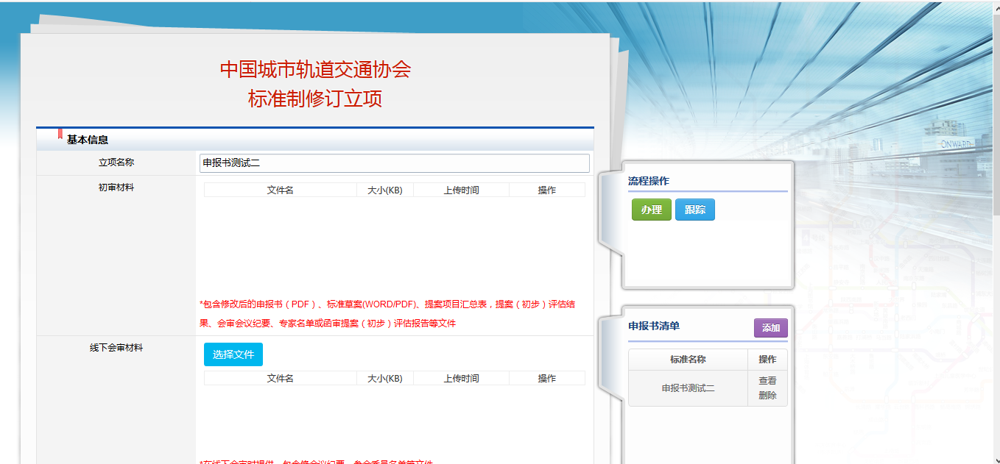 中国城市轨道交通协会
标准制修订立项
基本信息
立项名称
申报书测试二
初审材料
文件名 大小(KB) 上传时间 操作
*包含修改后的申报书（PDF）、标准草案(WORD/PDF)、提案项目汇总表，提案（初步）评估结
果、会审会议纪要、专家名单或函审提案（初步）评估报告等文件
线下会审材料
选择文件
文件名 大小(KB) 上传时间 操作
流程操作
办理 跟踪
申报书清单
添加
标准名称 操作
申报书测试二 查看
删除
ONWARD